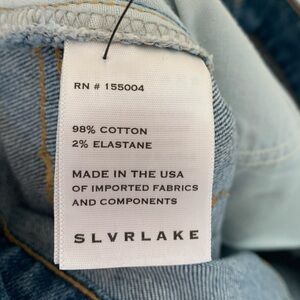 RN # 155004
98% COTTON
2% ELASTANE
MADE IN THE USA
OF IMPORTED FABRICS
AND COMPONENTS
SLVRLAKE